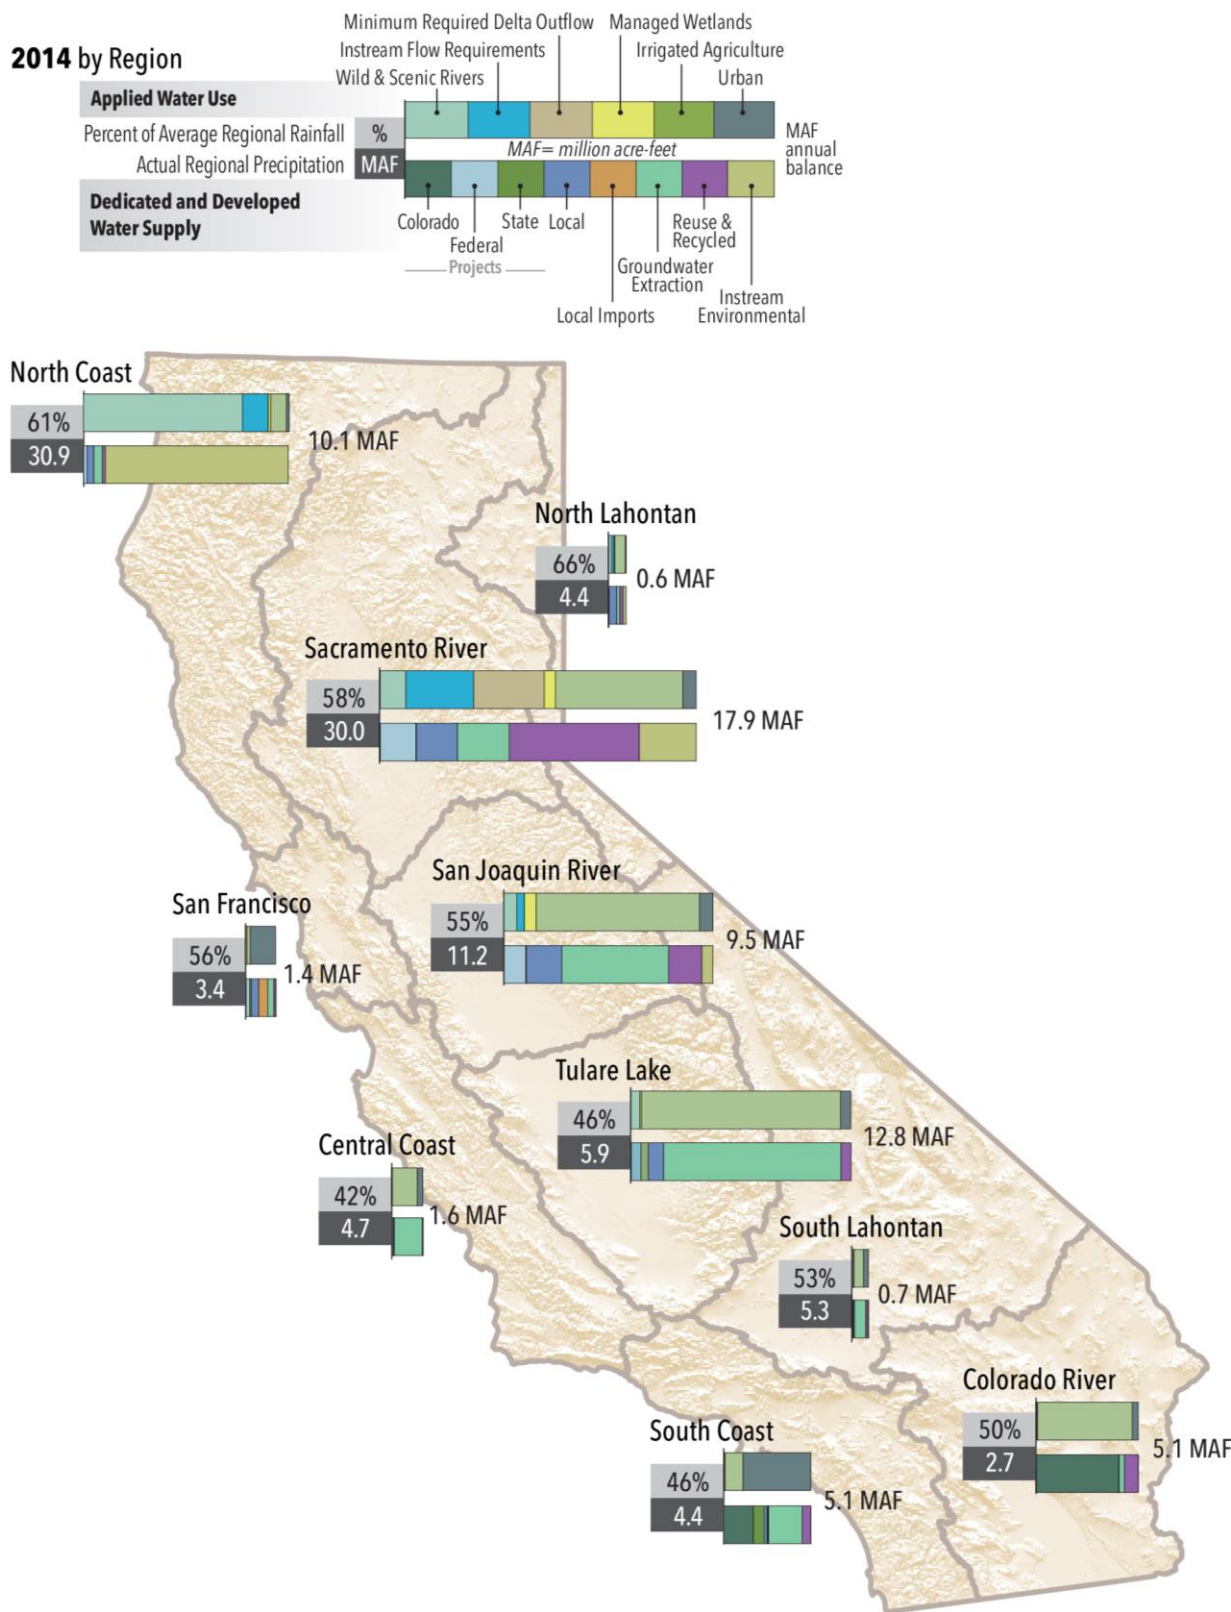 2014 by Region
Minimum Required Delta Outflow
Managed Wetlands
Instream Flow Requirements
Irrigated Agriculture
Wild & Scenic Rivers
Urban
Applied Water Use
Percent of Average Regional Rainfall
%
Actual Regional Precipitation
MAF
MAF= million acre-feet
MAF
annual
balance
Dedicated and Developed
Water Supply
Colorado
Federal
State
Projects
Local
Local Imports
Groundwater
Extraction
Reuse &
Recycled
Instream
Environmental
North Coast
61%
30.9
10.1 MAF
North Lahontan
66%
4.4
0.6 MAF
Sacramento River
58%
30.0
17.9 MAF
San Joaquin River
55%
11.2
9.5 MAF
San Francisco
56%
3.4
1.4 MAF
Tulare Lake
46%
5.9
12.8 MAF
Central Coast
42%
4.7
1.6 MAF
South Lahontan
53%
5.3
0.7 MAF
Colorado River
50%
2.7
5.1 MAF
South Coast
46%
4.4
5.1 MAF